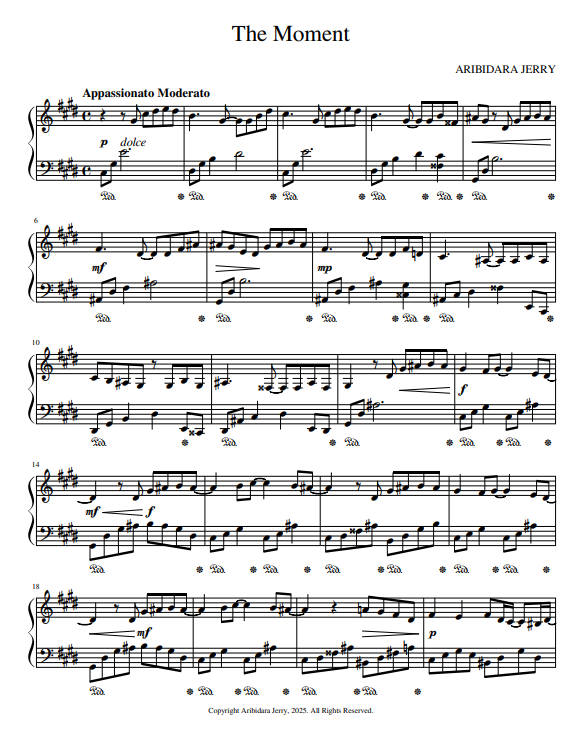 The Moment
ARIBIDARA JERRY
Appassionato Moderato
p dolce
6
mf
mp
10
f
14
mf f
18
mf p
Copyright Aribidara Jerry, 2025. All Rights Reserved.